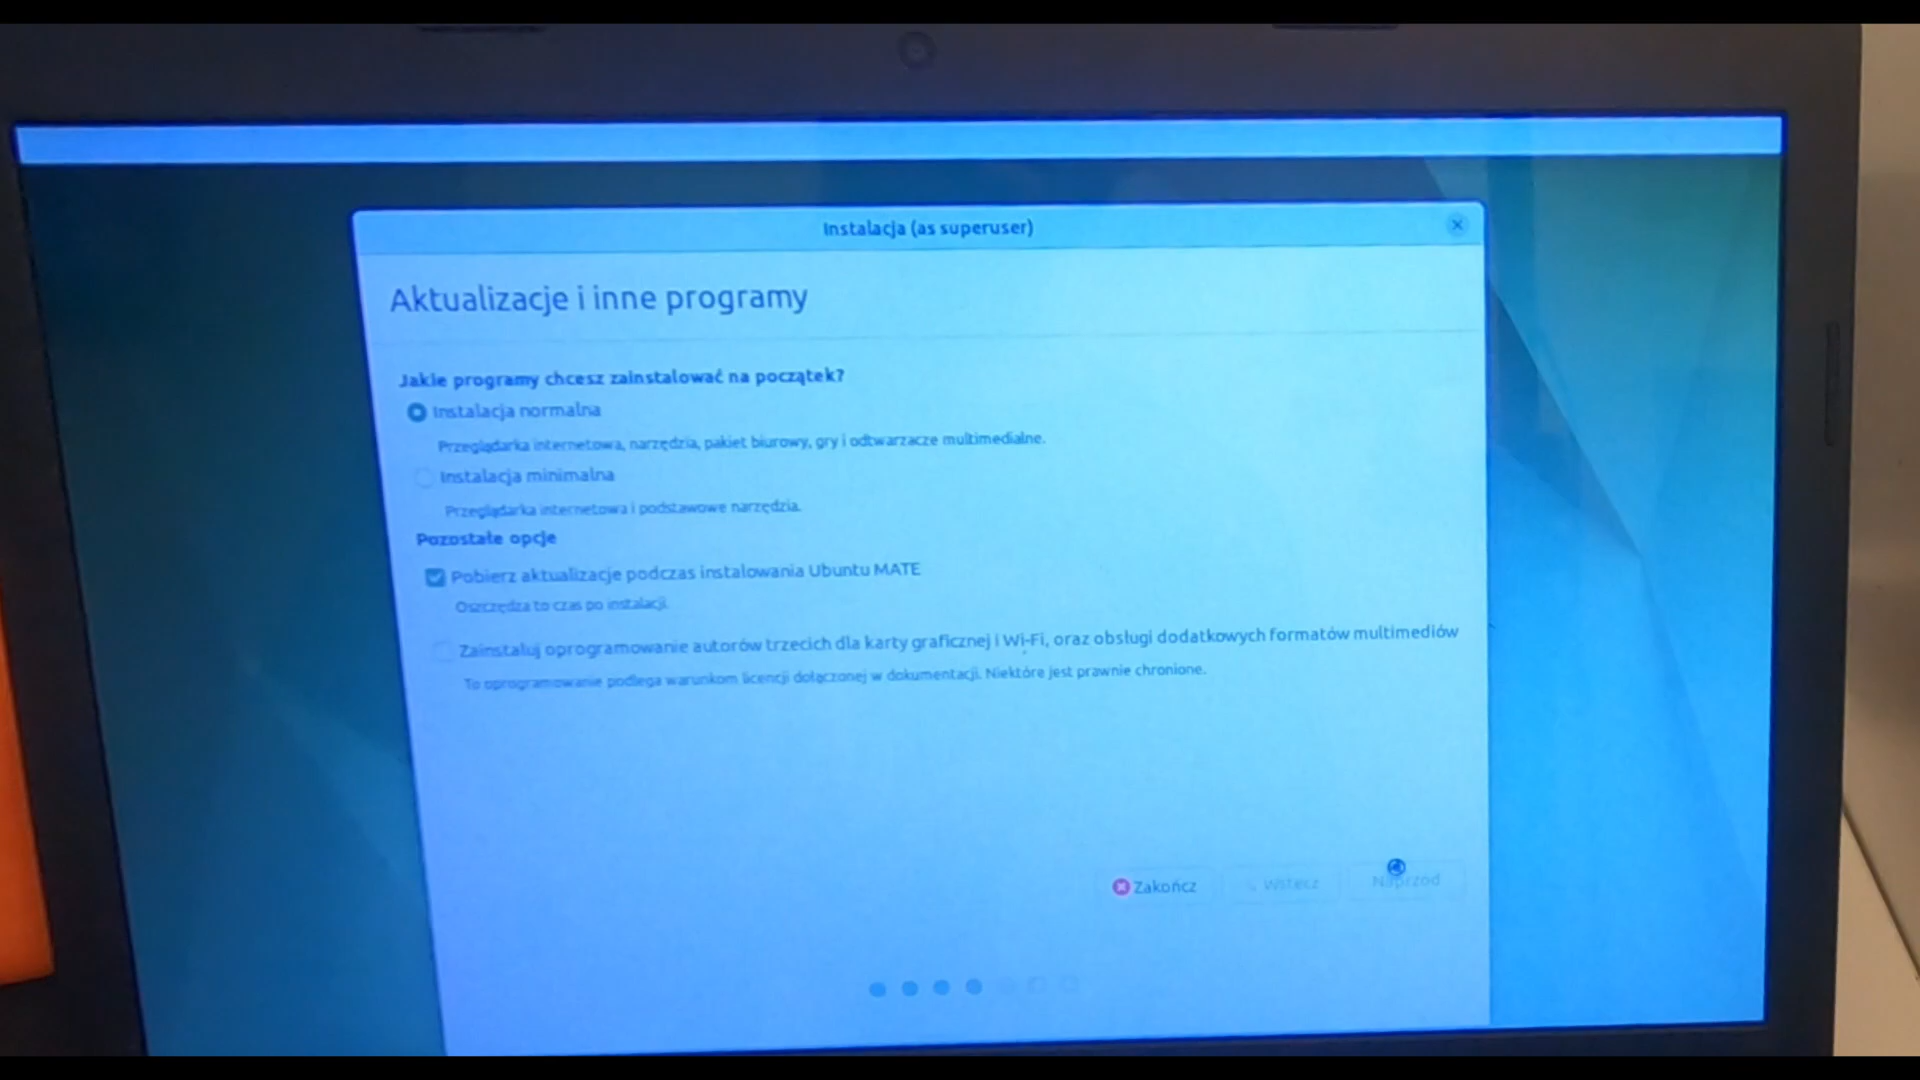 Instalacja (as superuser)
Aktualizacje i inne programy
Jakie programy chcesz zainstalować na początek?
Instalacja normalna
Przeglądarka internetowa, narzędzia, pakiet biurowy, gry i odtwarzacze multimedialne.
Instalacja minimalna
Przeglądarka internetowa i podstawowe narzędzia.
Pozostałe opcje
Pobierz aktualizacje podczas instalowania Ubuntu MATE
Oszczędza to czas po instalacji.
Zainstaluj oprogramowanie autorów trzecich dla karty graficznej i Wi-Fi, oraz obsługi dodatkowych formatów multimediów
To oprogramowanie podlega warunkom licencji dołączonej w dokumentacji. Niektóre jest prawnie chronione.
Zakończ Wstecz Naprzód